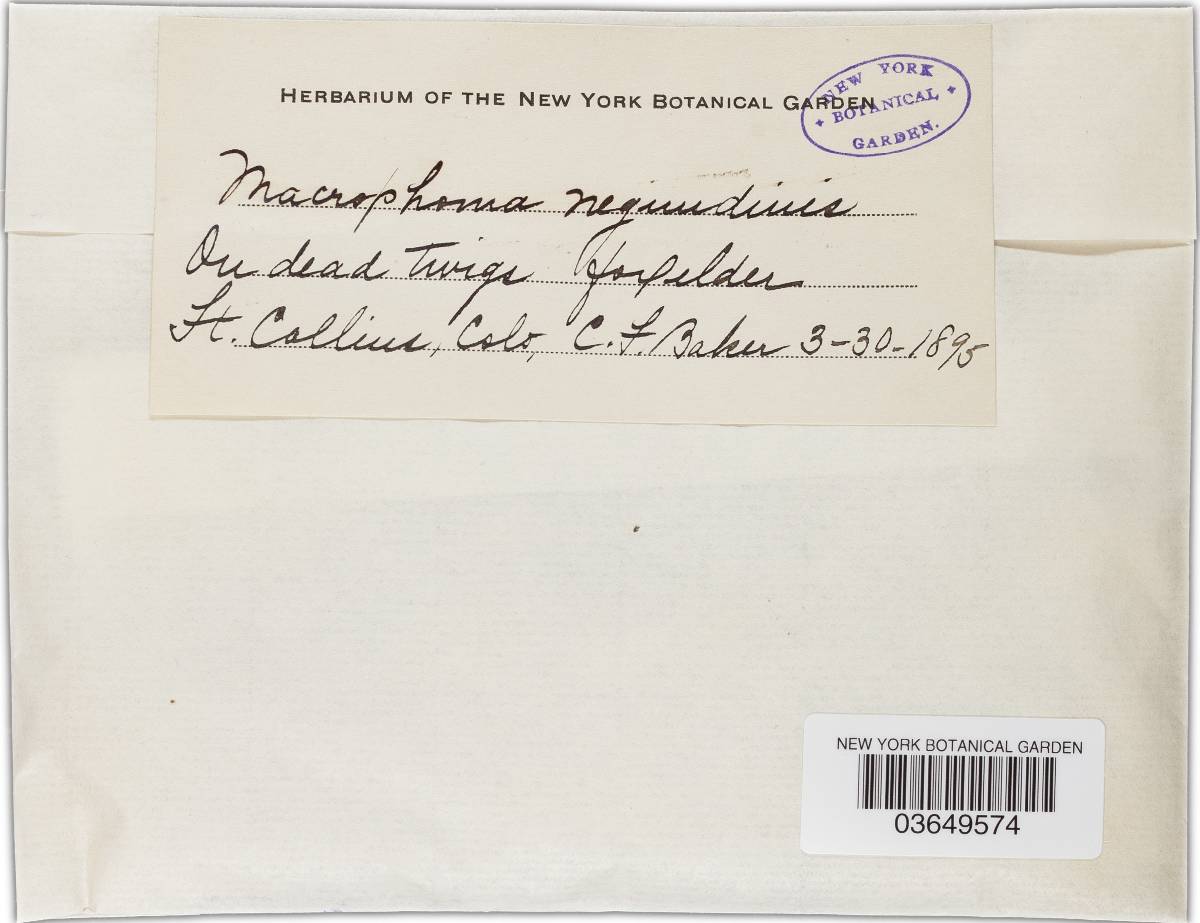 HERBARIUM OF THE NEW YORK BOTANICAL GARDEN
NEW YORK
BOTANICAL
GARDEN.
Macrophoma negundinis
On dead twigs Boxelder
Ft. Collins, Colo, C. F. Baker 3-30-1895
NEW YORK BOTANICAL GARDEN
03649574